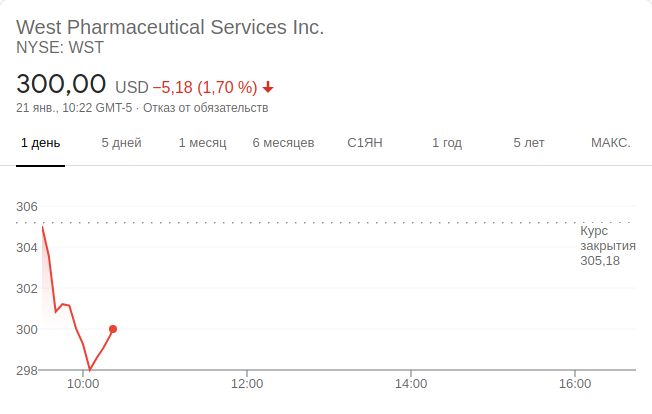 West Pharmaceutical Services Inc.
NYSE: WST
300,00 USD −5,18 (1,70 %)
21 янв., 10:22 GMT-5 · Отказ от обязательств
1 день 5 дней 1 месяц 6 месяцев С1ЯН 1 год 5 лет МАКС.
306
304
302
300
298
Курс
закрытия
305,18
10:00 12:00 14:00 16:00